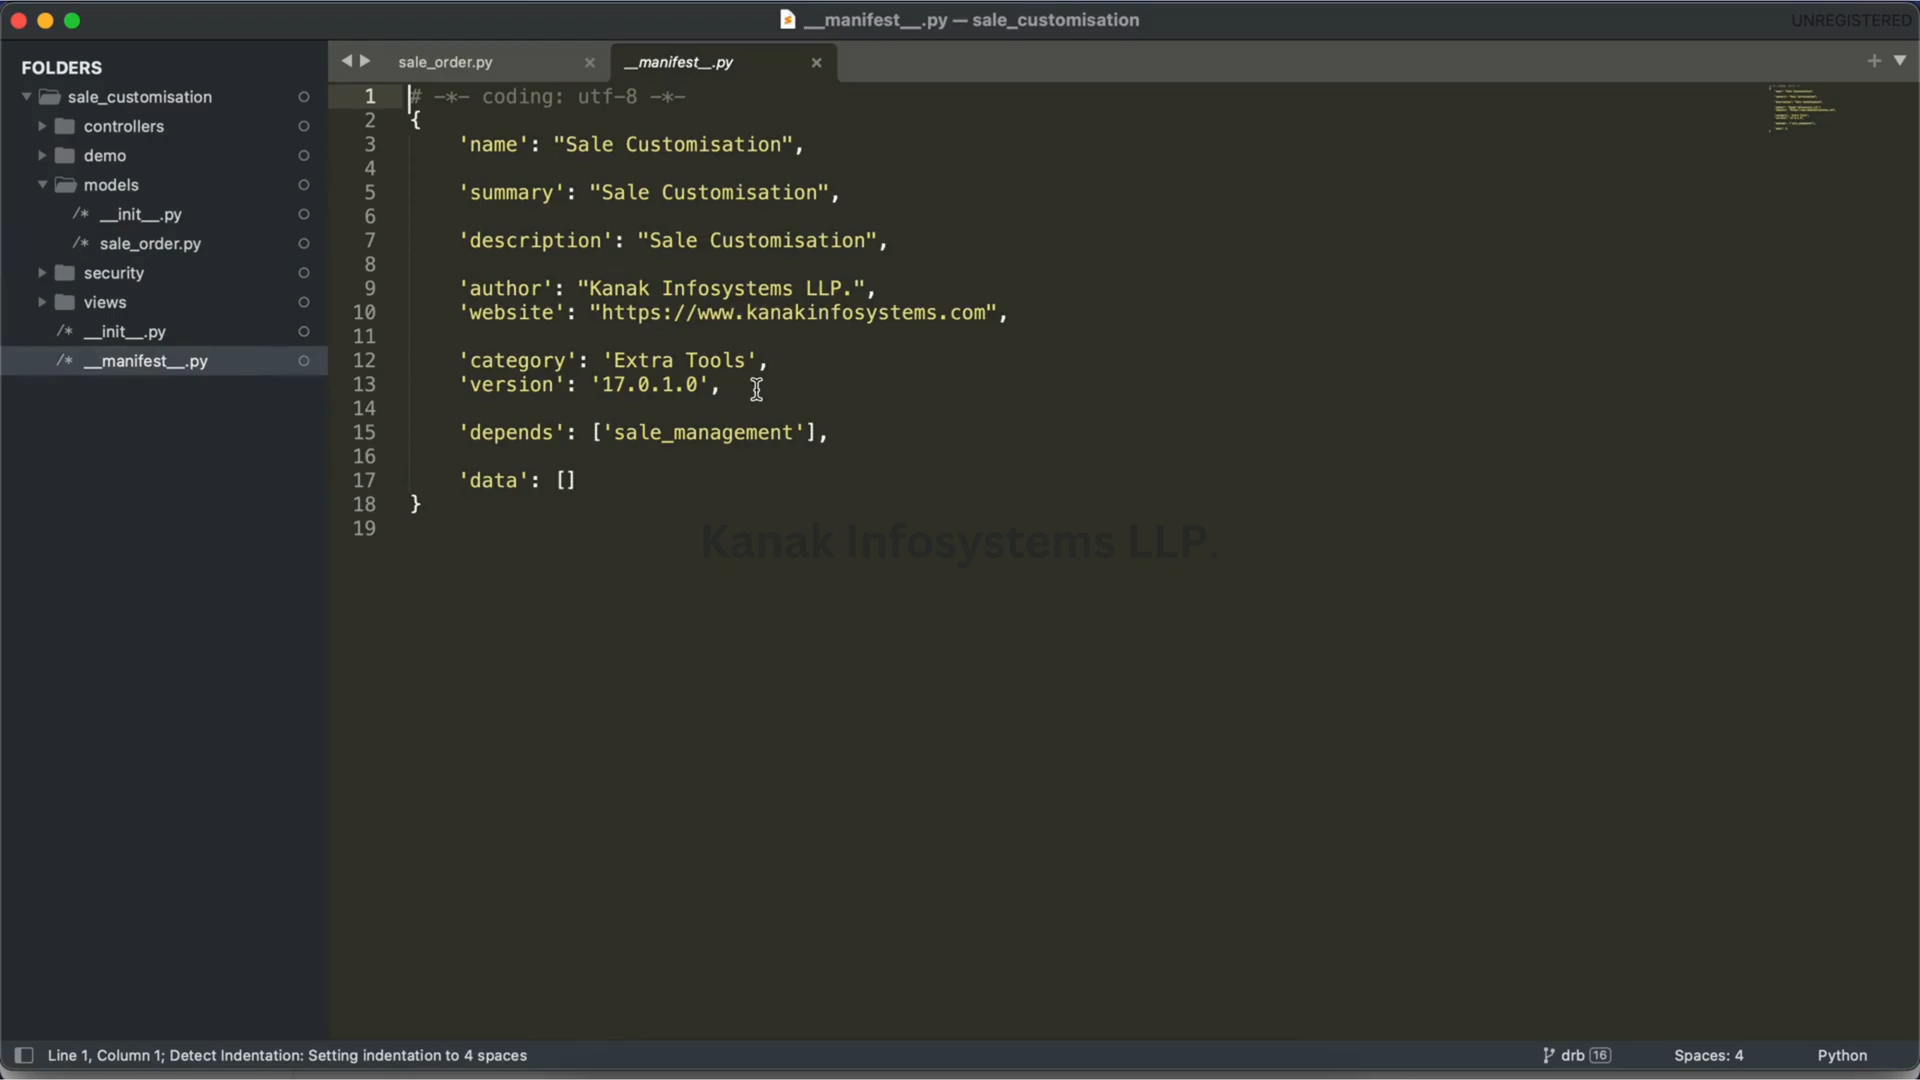 __manifest__.py — sale_customisation
UNREGISTERED
FOLDERS
sale_customisation
controllers
demo
models
/* __init__.py
/* sale_order.py
security
views
/* __init__.py
/* __manifest__.py
sale_order.py
__manifest__.py
1 # -*- coding: utf-8 -*-
2 {
3 'name': "Sale Customisation",
4
5 'summary': "Sale Customisation",
6
7 'description': "Sale Customisation",
8
9 'author': "Kanak Infosystems LLP.",
10 'website': "https://www.kanakinfosystems.com",
11
12 'category': 'Extra Tools',
13 'version': '17.0.1.0',
14
15 'depends': ['sale_management'],
16
17 'data': []
18 }
19
Kanak Infosystems LLP.
Line 1, Column 1; Detect Indentation: Setting indentation to 4 spaces
drb 16
Spaces: 4
Python